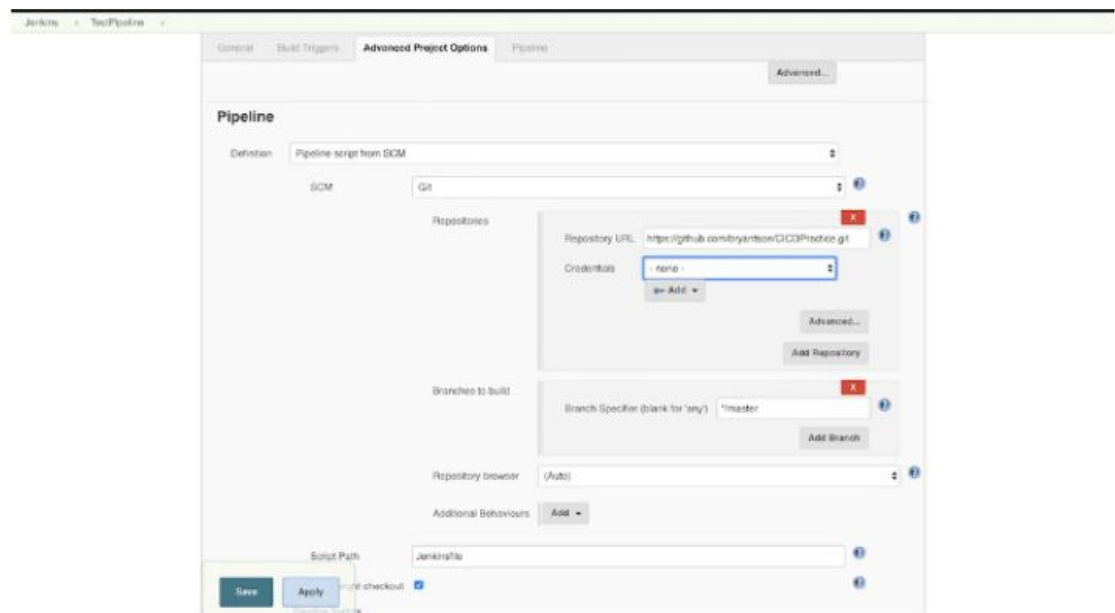 Jenkins › TestPipeline ›
General Build Triggers Advanced Project Options Pipeline
Advanced...
Pipeline
Definition Pipeline script from SCM
SCM Git
Repositories X
Repository URL https://github.com/bryantson/CICDPractice.git
Credentials - none -
Add
Advanced...
Add Repository
Branches to build X
Branch Specifier (blank for 'any') */master
Add Branch
Repository browser (Auto)
Additional Behaviours Add
Script Path Jenkinsfile
Save Apply checkout